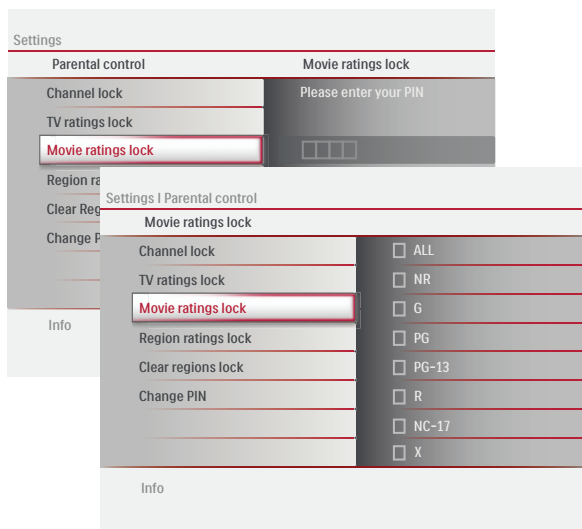 Settings
Parental control
Movie ratings lock
Channel lock
Please enter your PIN
TV ratings lock
Movie ratings lock
Region ra
Clear Reg
Change P
Info
Settings I Parental control
Movie ratings lock
Channel lock
ALL
TV ratings lock
NR
Movie ratings lock
G
Region ratings lock
PG
Clear regions lock
PG-13
Change PIN
R
NC-17
X
Info